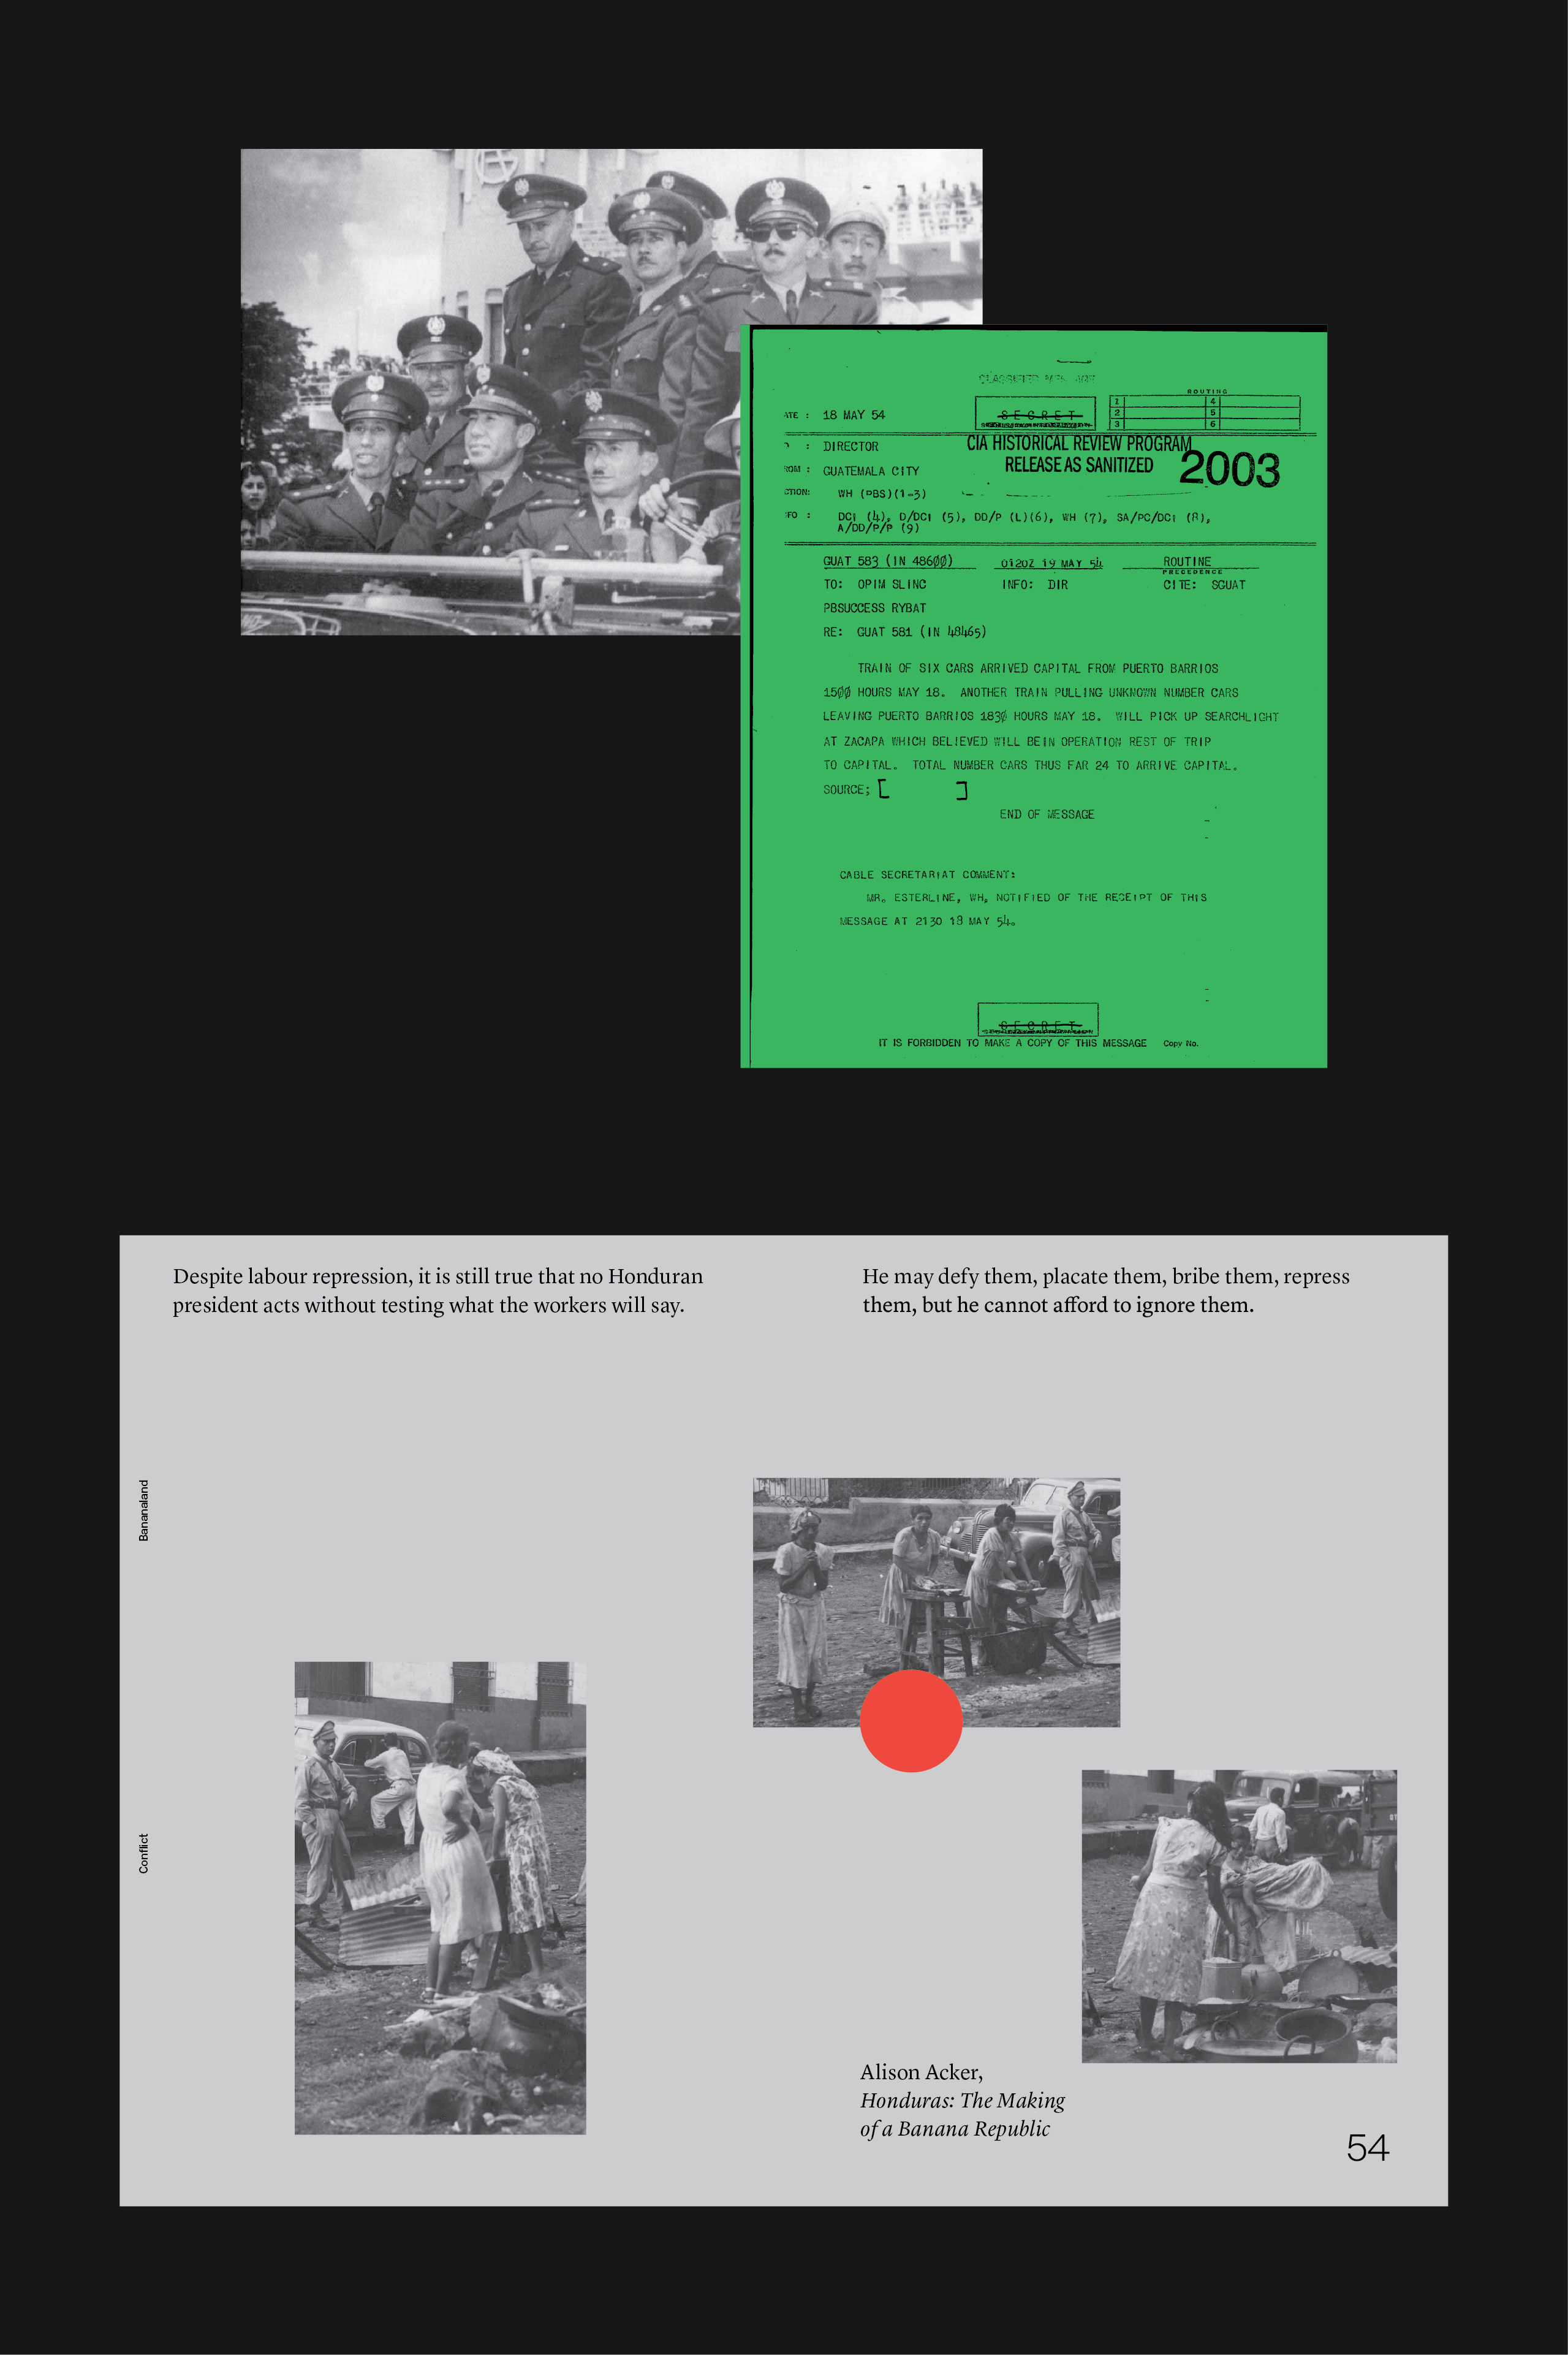 CLASSIFIED MESSAGE
ROUTING
1 4
2 5
3 6
ATE : 18 MAY 54
SECRET
: DIRECTOR
CIA HISTORICAL REVIEW PROGRAM
RELEASE AS SANITIZED
2003
ROM : GUATEMALA CITY
CTION: WH (PBS)(1-3)
FO : DCI (4), D/DCI (5), DD/P (L)(6), WH (7), SA/PC/DCI (8),
A/DD/P/P (9)
GUAT 583 (IN 48600) 0120Z 19 MAY 54 ROUTINE
PRECEDENCE
TO: OPIM SLINC INFO: DIR CITE: SGUAT
PBSUCCESS RYBAT
RE: GUAT 581 (IN 48465)
TRAIN OF SIX CARS ARRIVED CAPITAL FROM PUERTO BARRIOS
1500 HOURS MAY 18. ANOTHER TRAIN PULLING UNKNOWN NUMBER CARS
LEAVING PUERTO BARRIOS 1830 HOURS MAY 18. WILL PICK UP SEARCHLIGHT
AT ZACAPA WHICH BELIEVED WILL BE IN OPERATION REST OF TRIP
TO CAPITAL. TOTAL NUMBER CARS THUS FAR 24 TO ARRIVE CAPITAL.
SOURCE; [ ]
END OF MESSAGE
CABLE SECRETARIAT COMMENT:
MR. ESTERLINE, WH, NOTIFIED OF THE RECEIPT OF THIS
MESSAGE AT 2130 18 MAY 54.
SECRET
IT IS FORBIDDEN TO MAKE A COPY OF THIS MESSAGE Copy No.
Despite labour repression, it is still true that no Honduran
president acts without testing what the workers will say.
He may defy them, placate them, bribe them, repress
them, but he cannot afford to ignore them.
Bananaland
Conflict
Alison Acker,
Honduras: The Making
of a Banana Republic
54